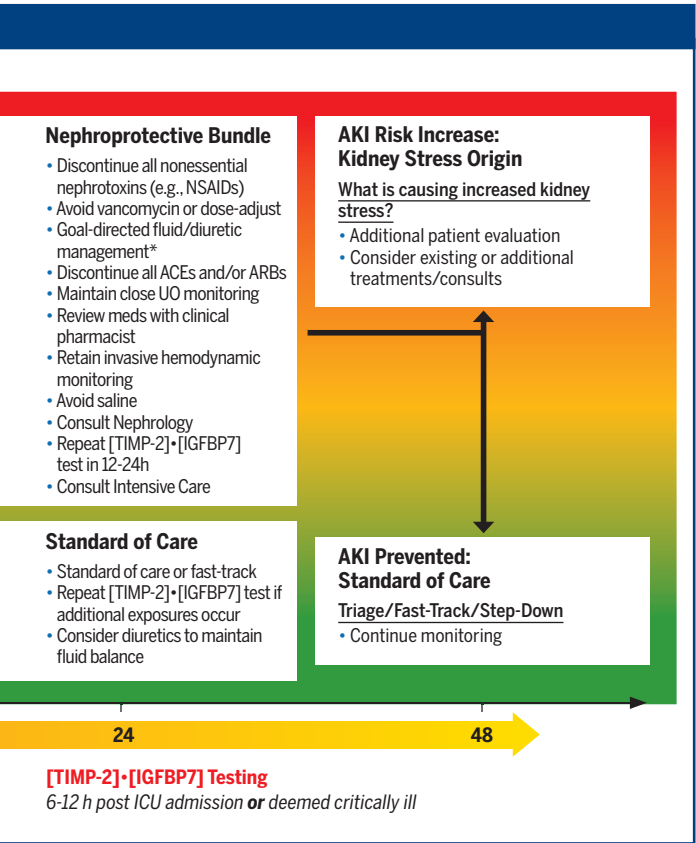 Nephroprotective Bundle
• Discontinue all nonessential
nephrotoxins (e.g., NSAIDs)
• Avoid vancomycin or dose-adjust
• Goal-directed fluid/diuretic
management*
• Discontinue all ACEs and/or ARBs
• Maintain close UO monitoring
• Review meds with clinical
pharmacist
• Retain invasive hemodynamic
monitoring
• Avoid saline
• Consult Nephrology
• Repeat [TIMP-2]•[IGFBP7]
test in 12-24h
• Consult Intensive Care
AKI Risk Increase:
Kidney Stress Origin
What is causing increased kidney
stress?
• Additional patient evaluation
• Consider existing or additional
treatments/consults
Standard of Care
• Standard of care or fast-track
• Repeat [TIMP-2]•[IGFBP7] test if
additional exposures occur
• Consider diuretics to maintain
fluid balance
AKI Prevented:
Standard of Care
Triage/Fast-Track/Step-Down
• Continue monitoring
24
48
[TIMP-2]•[IGFBP7] Testing
6-12 h post ICU admission or deemed critically ill